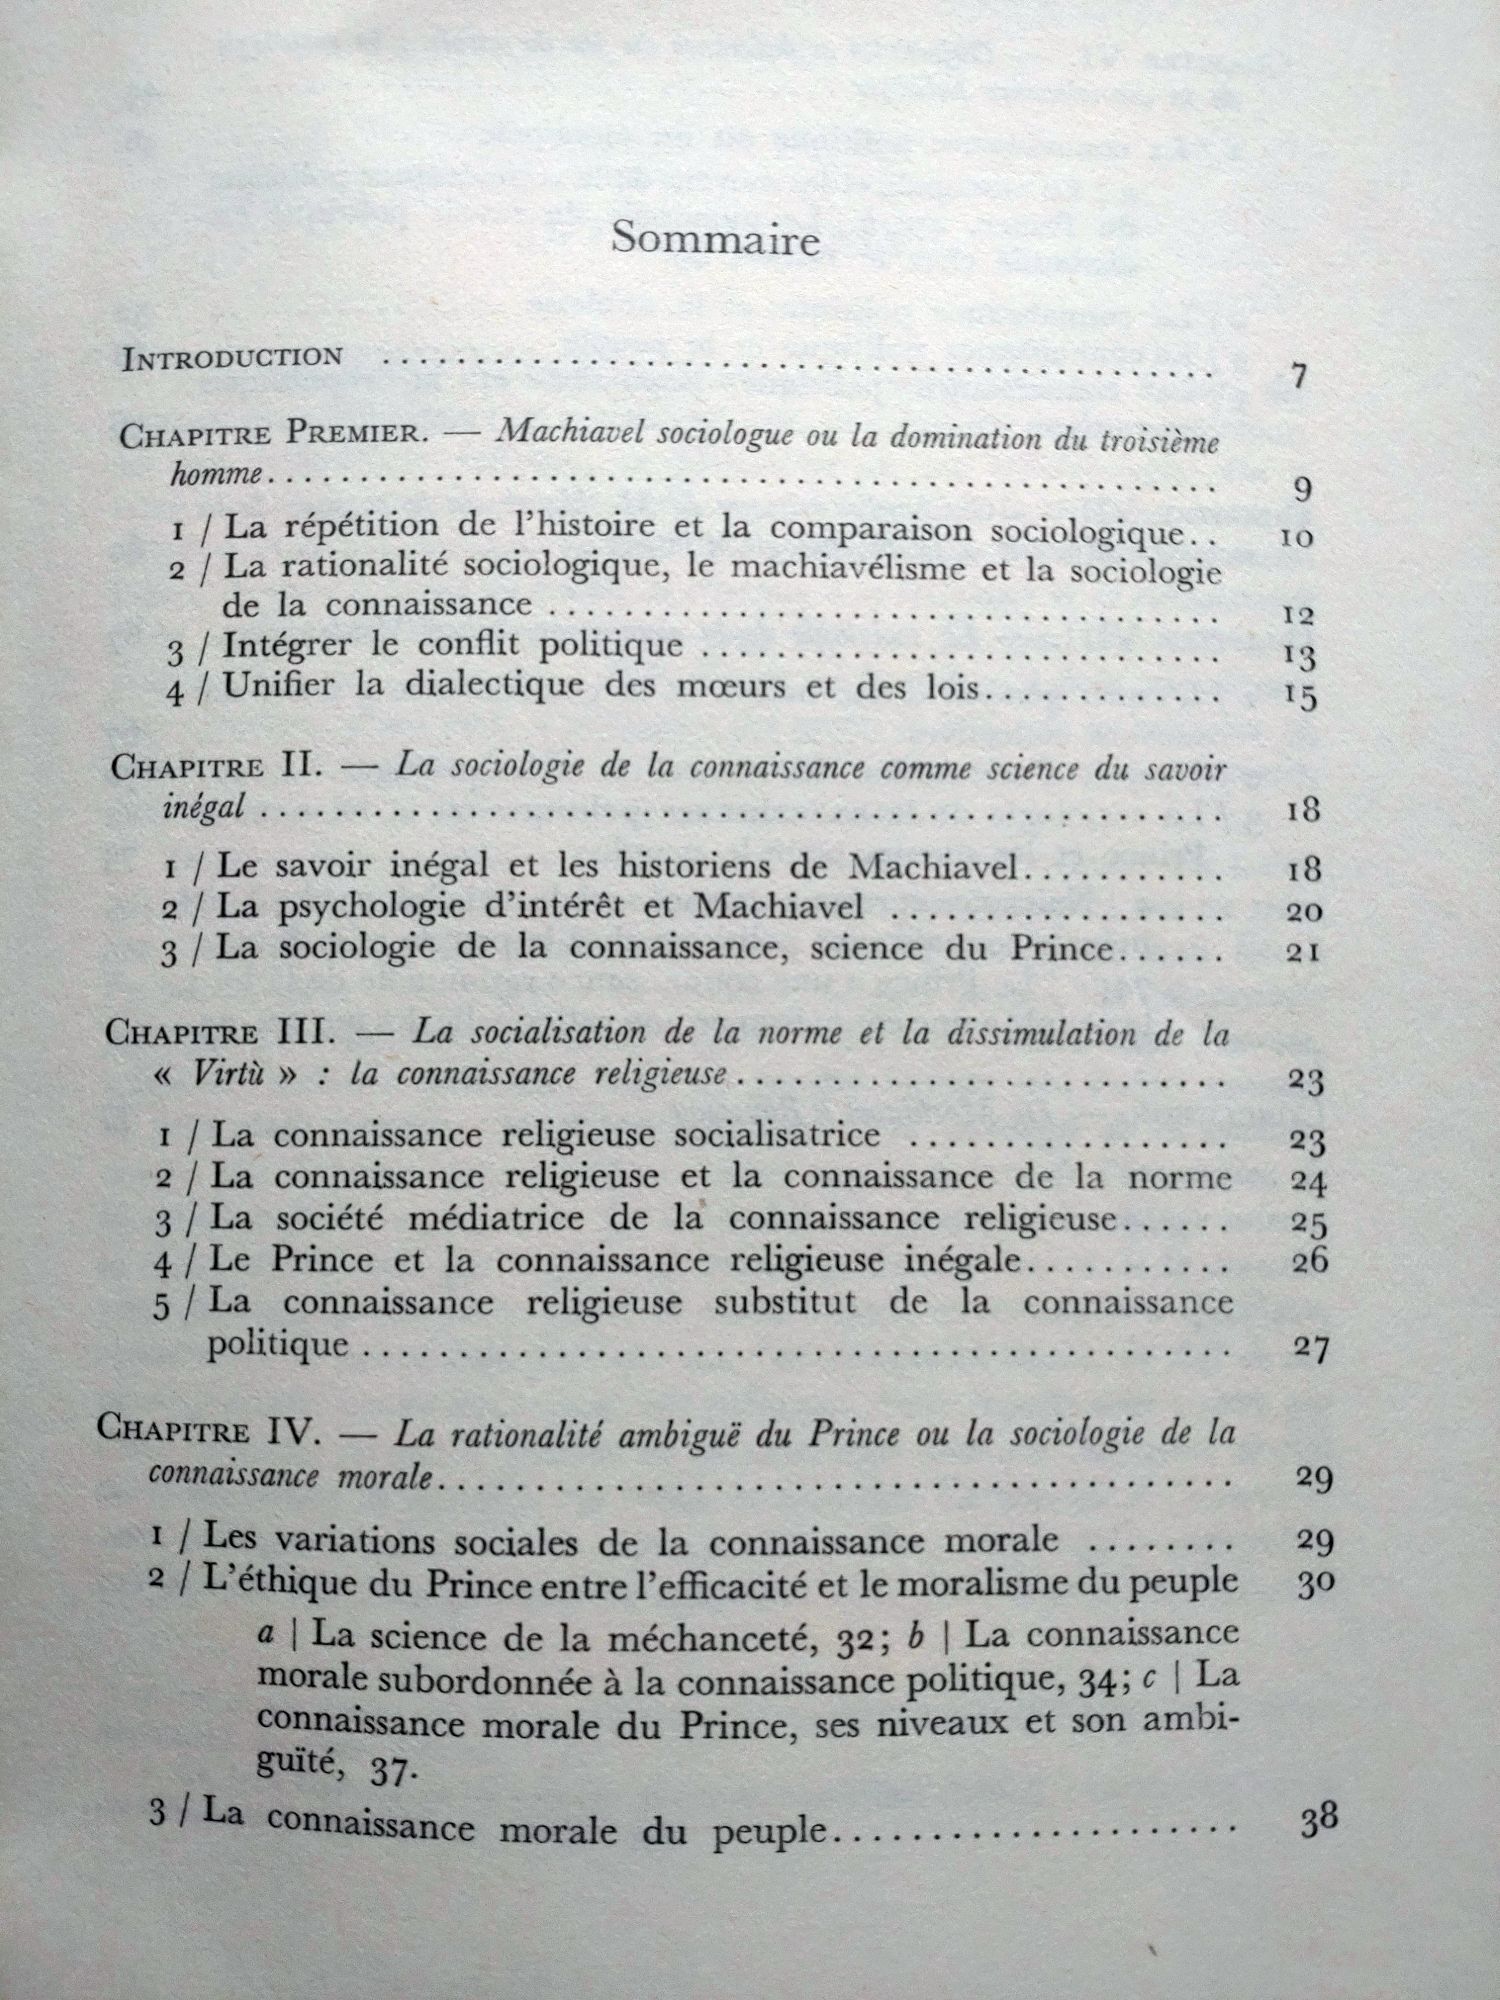 Sommaire
INTRODUCTION ............................................. 7
CHAPITRE PREMIER. — Machiavel sociologue ou la domination du troisième
homme.................................................... 9
1 / La répétition de l'histoire et la comparaison sociologique.. 10
2 / La rationalité sociologique, le machiavélisme et la sociologie
de la connaissance .................................... 12
3 / Intégrer le conflit politique ............................ 13
4 / Unifier la dialectique des mœurs et des lois............. 15
CHAPITRE II. — La sociologie de la connaissance comme science du savoir
inégal .................................................... 18
1 / Le savoir inégal et les historiens de Machiavel........... 18
2 / La psychologie d'intérêt et Machiavel .................. 20
3 / La sociologie de la connaissance, science du Prince...... 21
CHAPITRE III. — La socialisation de la norme et la dissimulation de la
« Virtù » : la connaissance religieuse........................... 23
1 / La connaissance religieuse socialisatrice ................. 23
2 / La connaissance religieuse et la connaissance de la norme 24
3 / La société médiatrice de la connaissance religieuse...... 25
4 / Le Prince et la connaissance religieuse inégale........... 26
5 / La connaissance religieuse substitut de la connaissance
politique .............................................. 27
CHAPITRE IV. — La rationalité ambiguë du Prince ou la sociologie de la
connaissance morale........................................... 29
1 / Les variations sociales de la connaissance morale ........ 29
2 / L'éthique du Prince entre l'efficacité et le moralisme du peuple 30
a | La science de la méchanceté, 32; b | La connaissance
morale subordonnée à la connaissance politique, 34; c | La
connaissance morale du Prince, ses niveaux et son ambi-
guïté, 37.
3 / La connaissance morale du peuple...................... 38